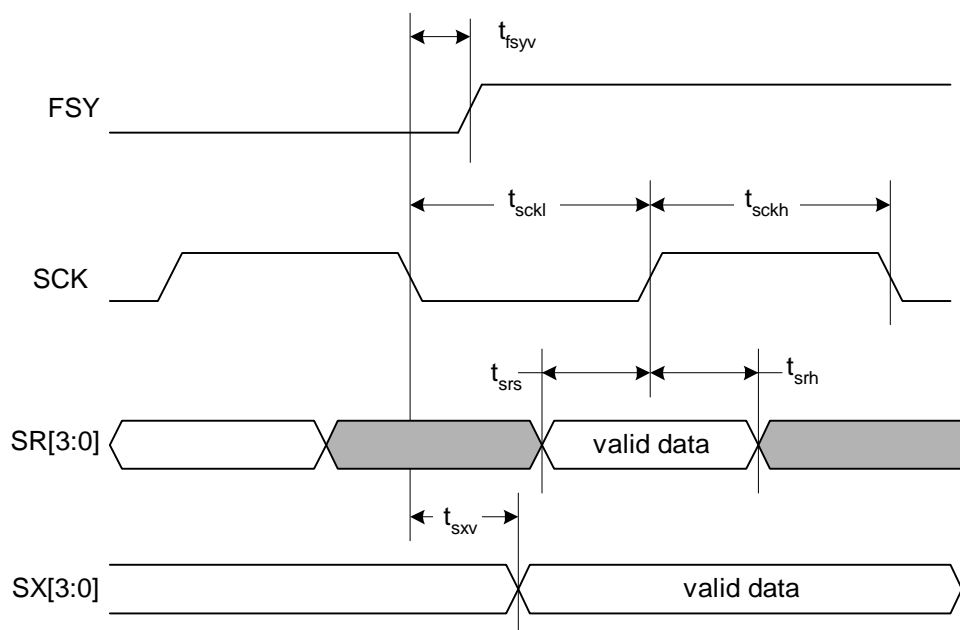 t_fsyv
FSY
t_sckl
t_sckh
SCK
t_srs
t_srh
SR[3:0]
valid data
t_sxv
SX[3:0]
valid data